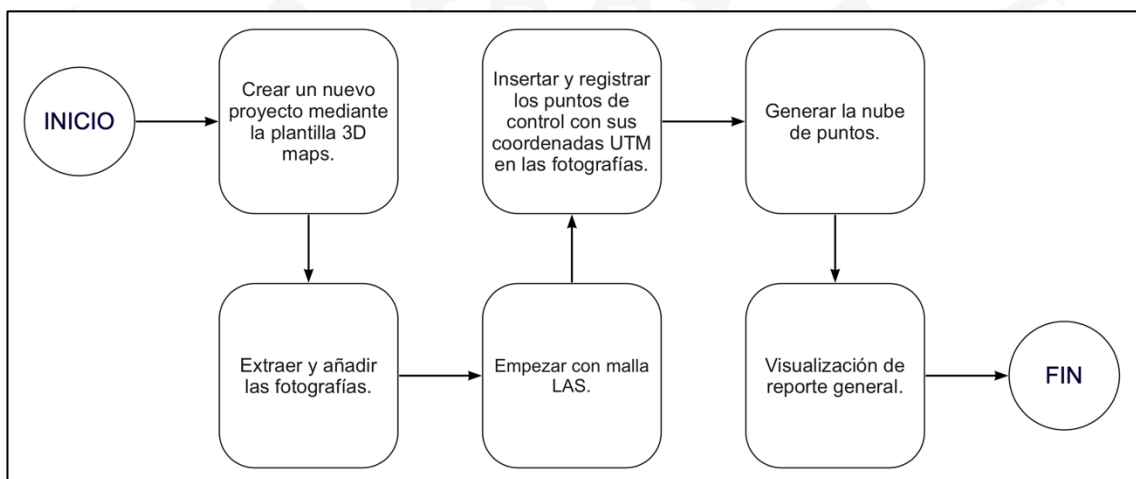 INICIO
Crear un nuevo
proyecto mediante
la plantilla 3D
maps.
Extraer y añadir
las fotografías.
Empezar con malla
LAS.
Insertar y registrar
los puntos de
control con sus
coordenadas UTM
en las fotografías.
Generar la nube
de puntos.
Visualización de
reporte general.
FIN